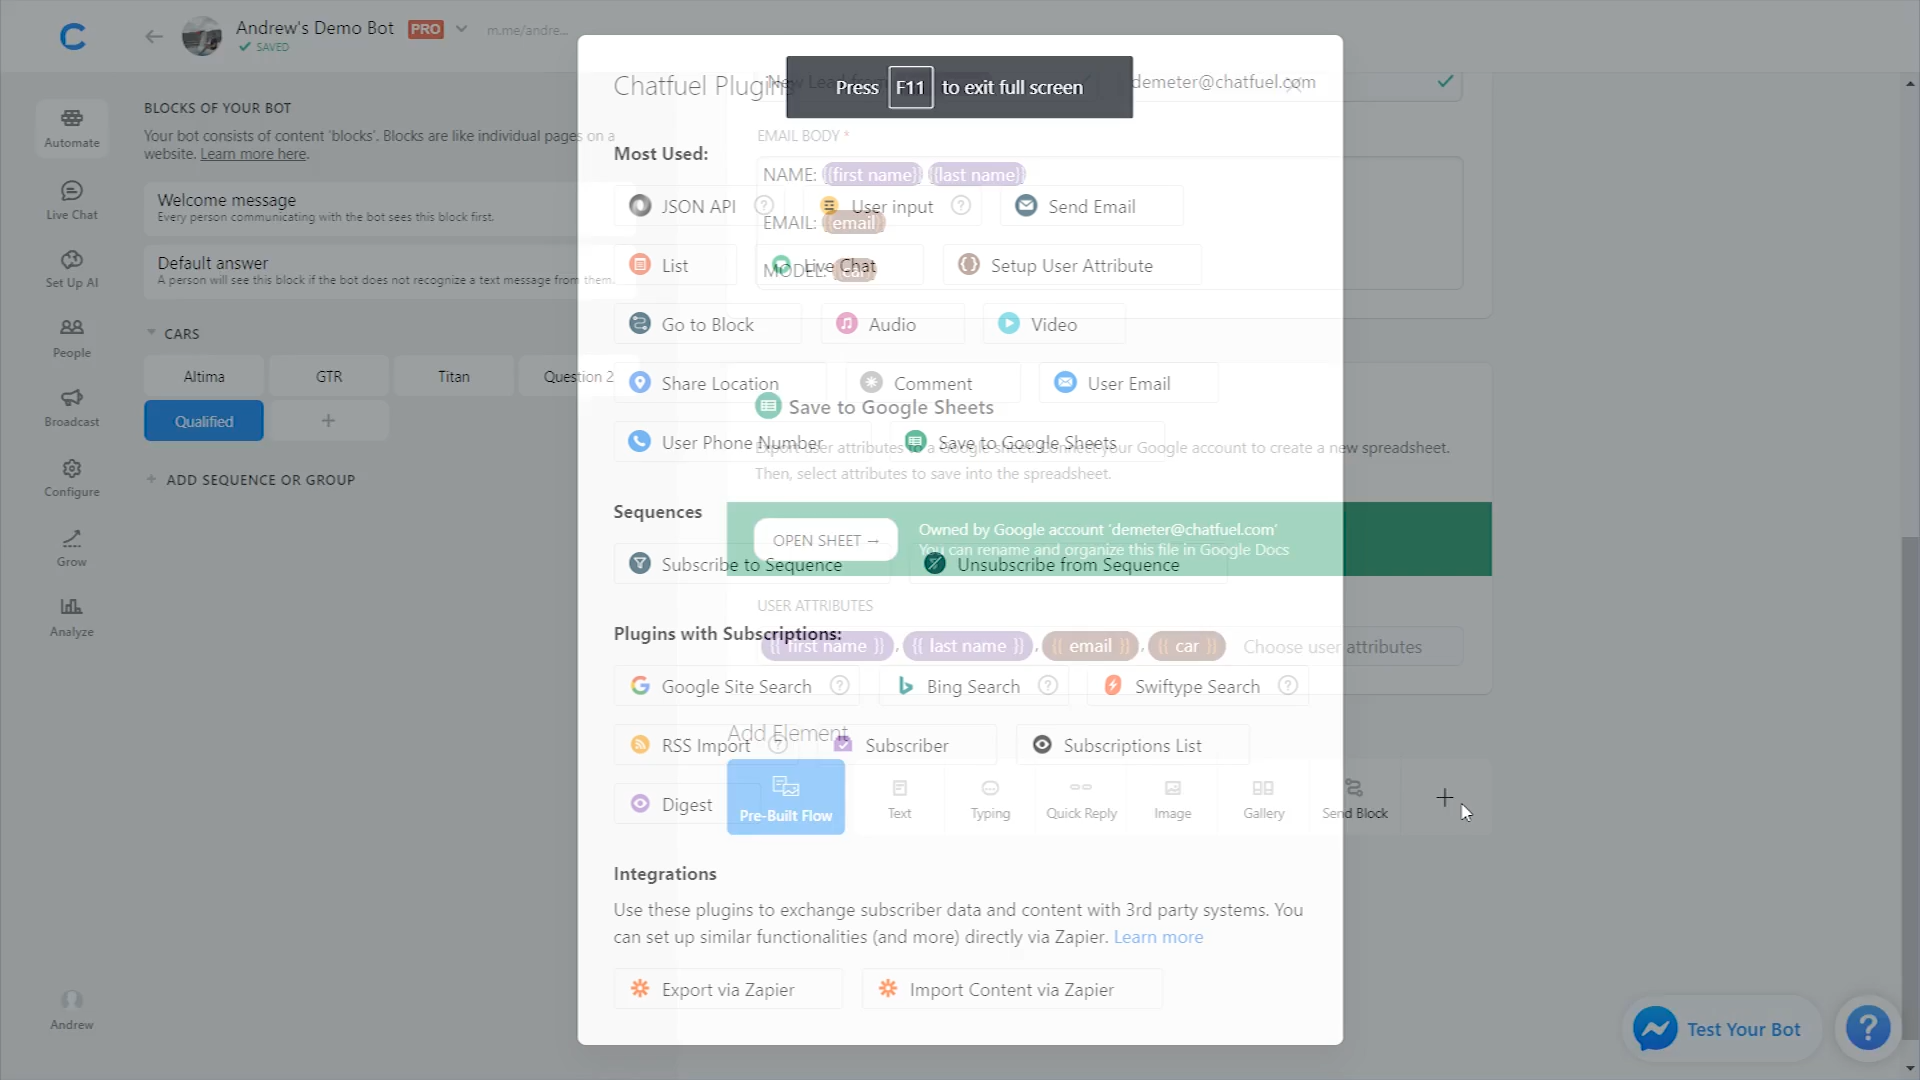 Andrew's Demo Bot PRO
SAVED
m.me/andre...
Automate
Live Chat
Set Up AI
People
Broadcast
Configure
Grow
Analyze
Andrew
BLOCKS OF YOUR BOT
Your bot consists of content 'blocks'. Blocks are like individual pages on a
website. Learn more here.
Welcome message
Every person communicating with the bot sees this block first.
Default answer
A person will see this block if the bot does not recognize a text message from them.
CARS
Altima GTR Titan Question 2
Qualified +
+ ADD SEQUENCE OR GROUP
Press F11 to exit full screen
Chatfuel Plugins
Most Used:
JSON API ?
User input ?
Send Email
List
Live Chat
Setup User Attribute
Go to Block
Audio
Video
Share Location
Comment
User Email
User Phone Number
Save to Google Sheets
Sequences
Subscribe to Sequence
Unsubscribe from Sequence
Plugins with Subscriptions:
Google Site Search ?
Bing Search ?
Swiftype Search ?
RSS Import ?
Subscriber
Subscriptions List
Digest
Integrations
Use these plugins to exchange subscriber data and content with 3rd party systems. You
can set up similar functionalities (and more) directly via Zapier. Learn more
Export via Zapier
Import Content via Zapier
New Lead from
demeter@chatfuel.com
EMAIL BODY *
NAME: {{first name}} {{last name}}
EMAIL: {{email}}
MODEL: {{car}}
Save to Google Sheets
Export user attributes to a Google sheet. Connect your Google account to create a new spreadsheet.
Then, select attributes to save into the spreadsheet.
OPEN SHEET →
Owned by Google account 'demeter@chatfuel.com'
You can rename and organize this file in Google Docs
USER ATTRIBUTES
{{ first name }}, {{ last name }}, {{ email }}, {{ car }} Choose user attributes
Add Element
Pre-Built Flow
Text
Typing
Quick Reply
Image
Gallery
Send Block
+
Test Your Bot
?